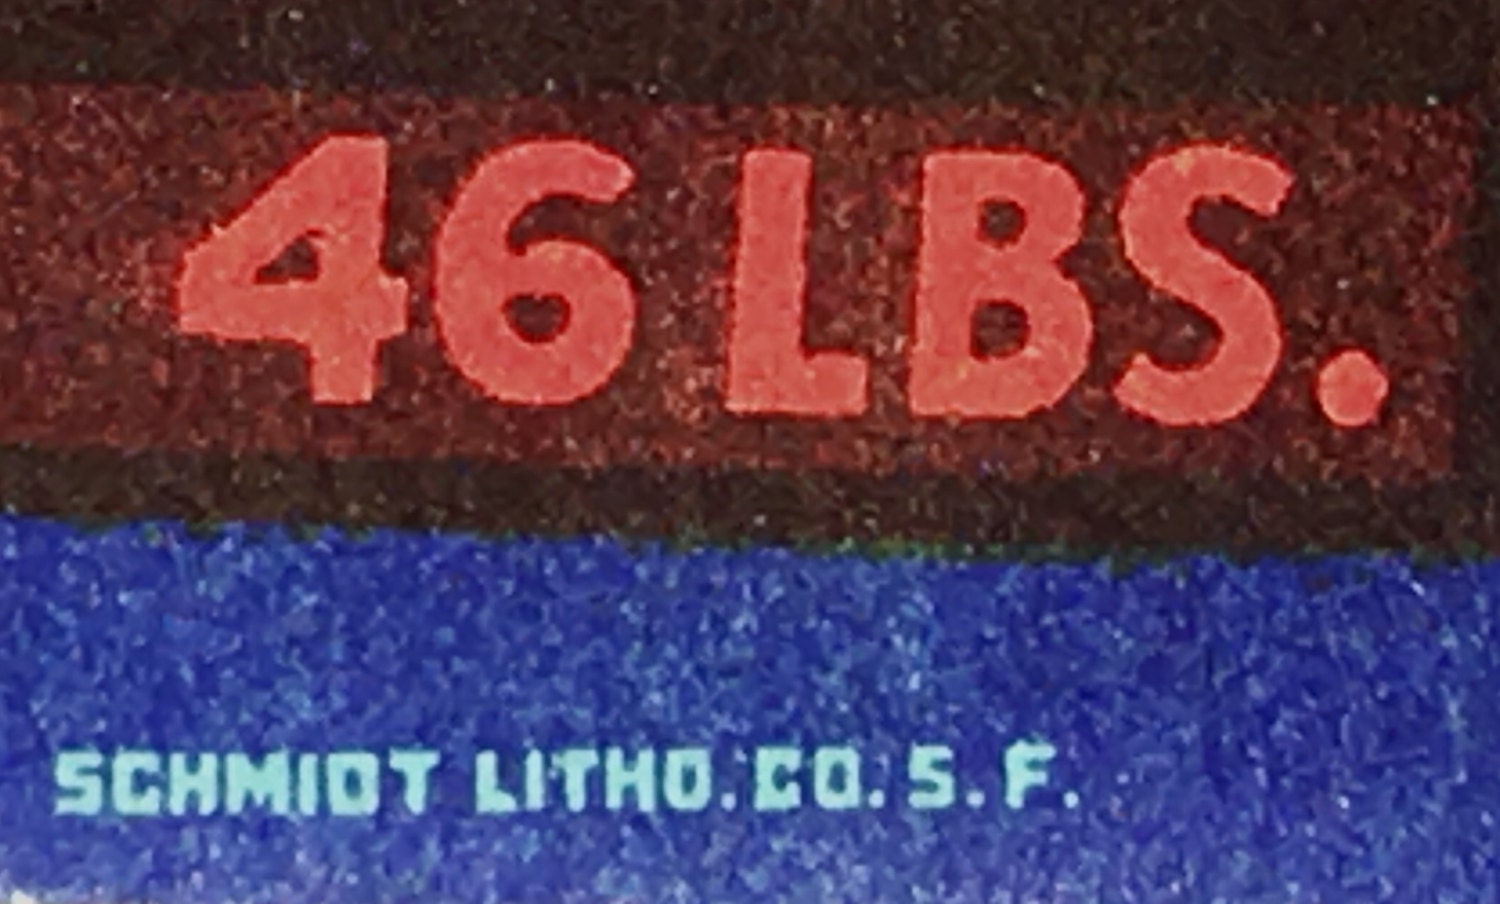 46 LBS.
SCHMIDT LITHO. CO. S. F.